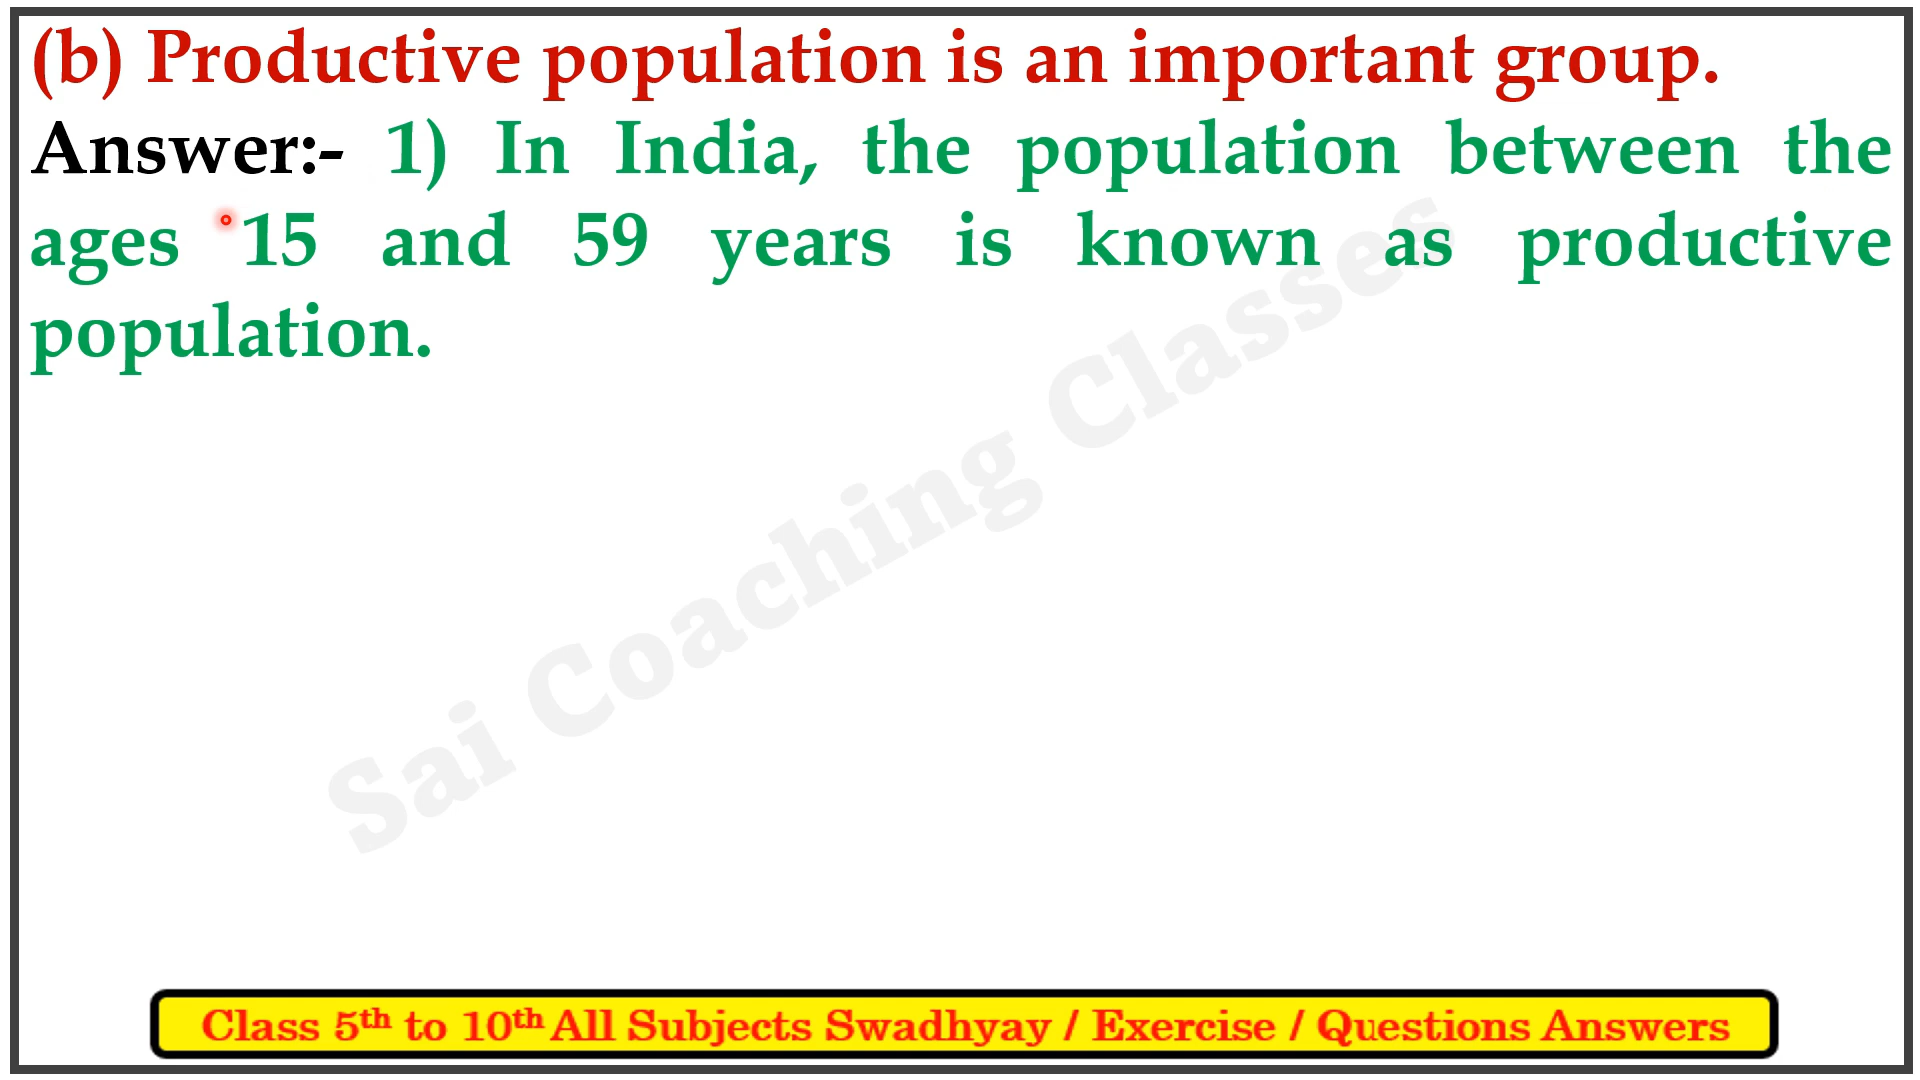 (b) Productive population is an important group.
Answer:- 1) In India, the population between the
ages 15 and 59 years is known as productive
population.
Sai Coaching Classes
Class 5th to 10th All Subjects Swadhyay / Exercise / Questions Answers